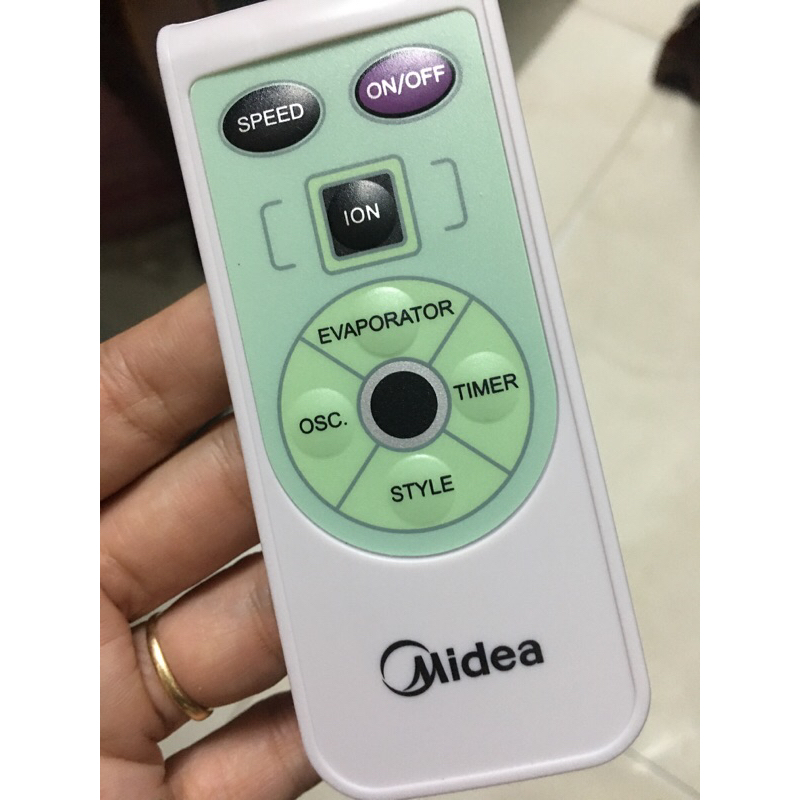 SPEED
ON/OFF
ION
EVAPORATOR
OSC.
TIMER
STYLE
Midea